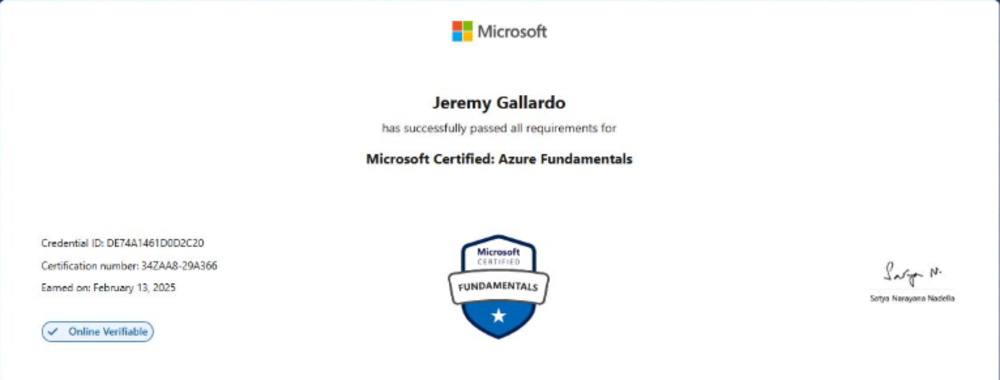 Microsoft
Jeremy Gallardo
has successfully passed all requirements for
Microsoft Certified: Azure Fundamentals
Credential ID: DE74A1461D0D2C20
Certification number: 34ZAA8-29A366
Earned on: February 13, 2025
Online Verifiable
Microsoft
CERTIFIED
FUNDAMENTALS
Satya N.
Satya Narayana Nadella